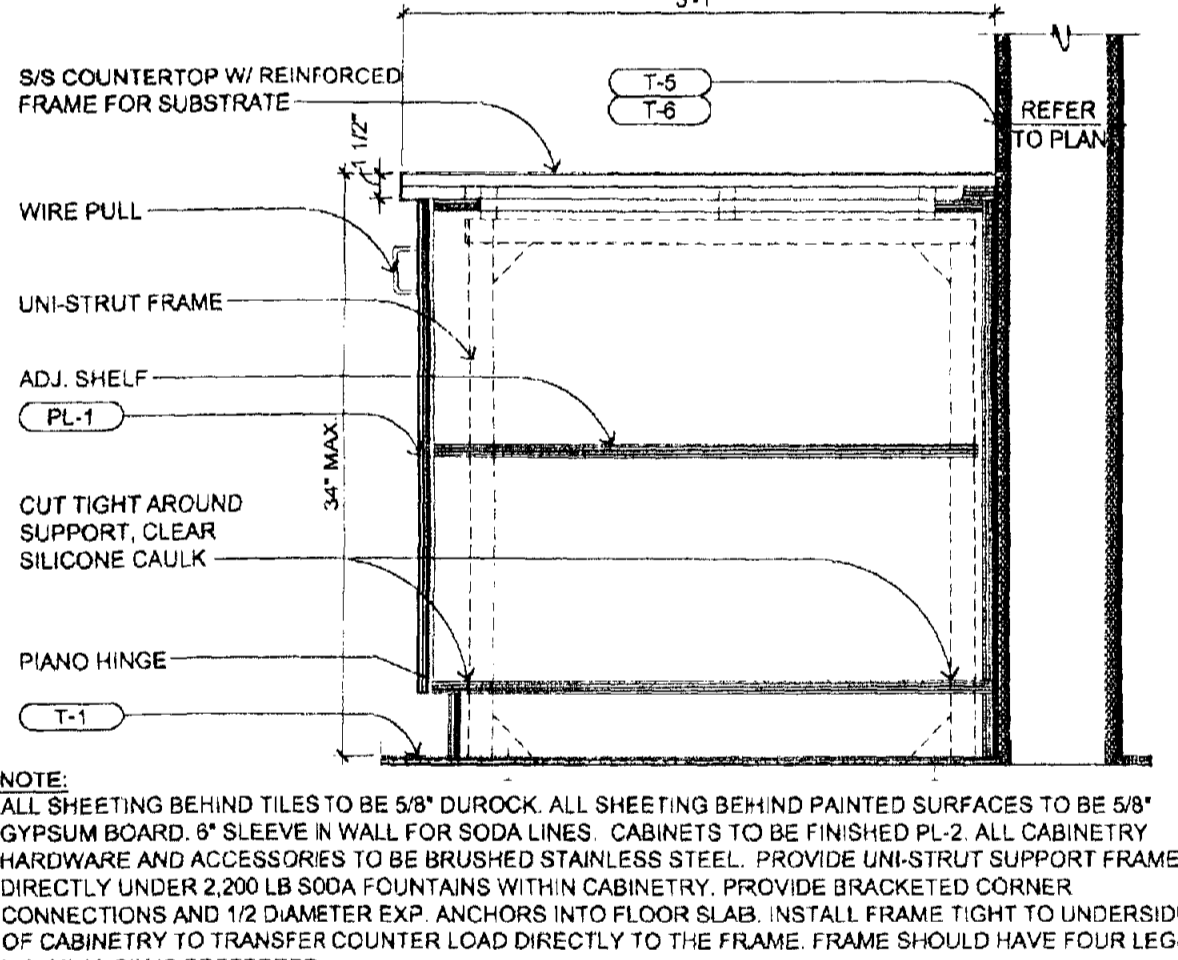 S/S COUNTERTOP W/ REINFORCED
FRAME FOR SUBSTRATE
T-5
T-6
REFER
TO PLAN
1 1/2"
WIRE PULL
UNI-STRUT FRAME
ADJ. SHELF
PL-1
34" MAX.
CUT TIGHT AROUND
SUPPORT, CLEAR
SILICONE CAULK
PIANO HINGE
T-1
NOTE:
ALL SHEETING BEHIND TILES TO BE 5/8" DUROCK. ALL SHEETING BEHIND PAINTED SURFACES TO BE 5/8"
GYPSUM BOARD. 6" SLEEVE IN WALL FOR SODA LINES. CABINETS TO BE FINISHED PL-2. ALL CABINETRY
HARDWARE AND ACCESSORIES TO BE BRUSHED STAINLESS STEEL. PROVIDE UNI-STRUT SUPPORT FRAME
DIRECTLY UNDER 2,200 LB SODA FOUNTAINS WITHIN CABINETRY. PROVIDE BRACKETED CORNER
CONNECTIONS AND 1/2 DIAMETER EXP. ANCHORS INTO FLOOR SLAB. INSTALL FRAME TIGHT TO UNDERSID
OF CABINETRY TO TRANSFER COUNTER LOAD DIRECTLY TO THE FRAME. FRAME SHOULD HAVE FOUR LEG